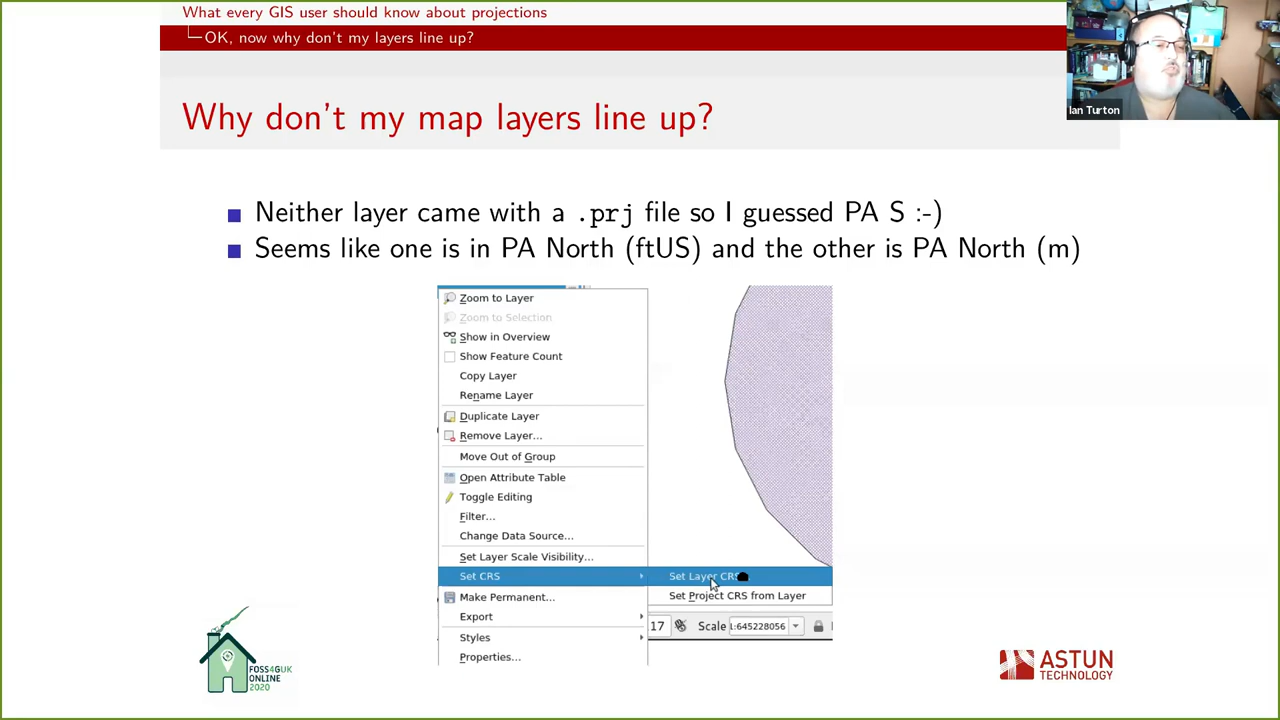 What every GIS user should know about projections
OK, now why don't my layers line up?
Ian Turton
Why don't my map layers line up?
Neither layer came with a .prj file so I guessed PA S :-)
Seems like one is in PA North (ftUS) and the other is PA North (m)
Zoom to Layer
Zoom to Selection
Show in Overview
Show Feature Count
Copy Layer
Rename Layer
Duplicate Layer
Remove Layer...
Move Out of Group
Open Attribute Table
Toggle Editing
Filter...
Change Data Source...
Set Layer Scale Visibility...
Set CRS
Set Layer CRS
Set Project CRS from Layer
Make Permanent...
Export
17 Scale 1:645228056
Styles
Properties...
FOSS4GUK
ONLINE
2020
ASTUN
TECHNOLOGY